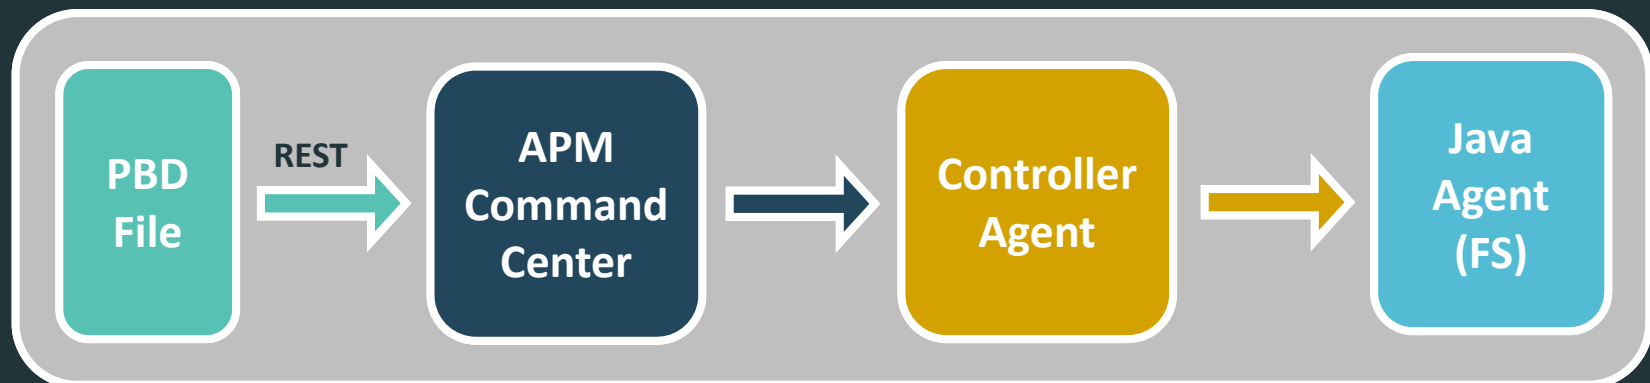 PBD
File
REST
APM
Command
Center
Controller
Agent
Java
Agent
(FS)